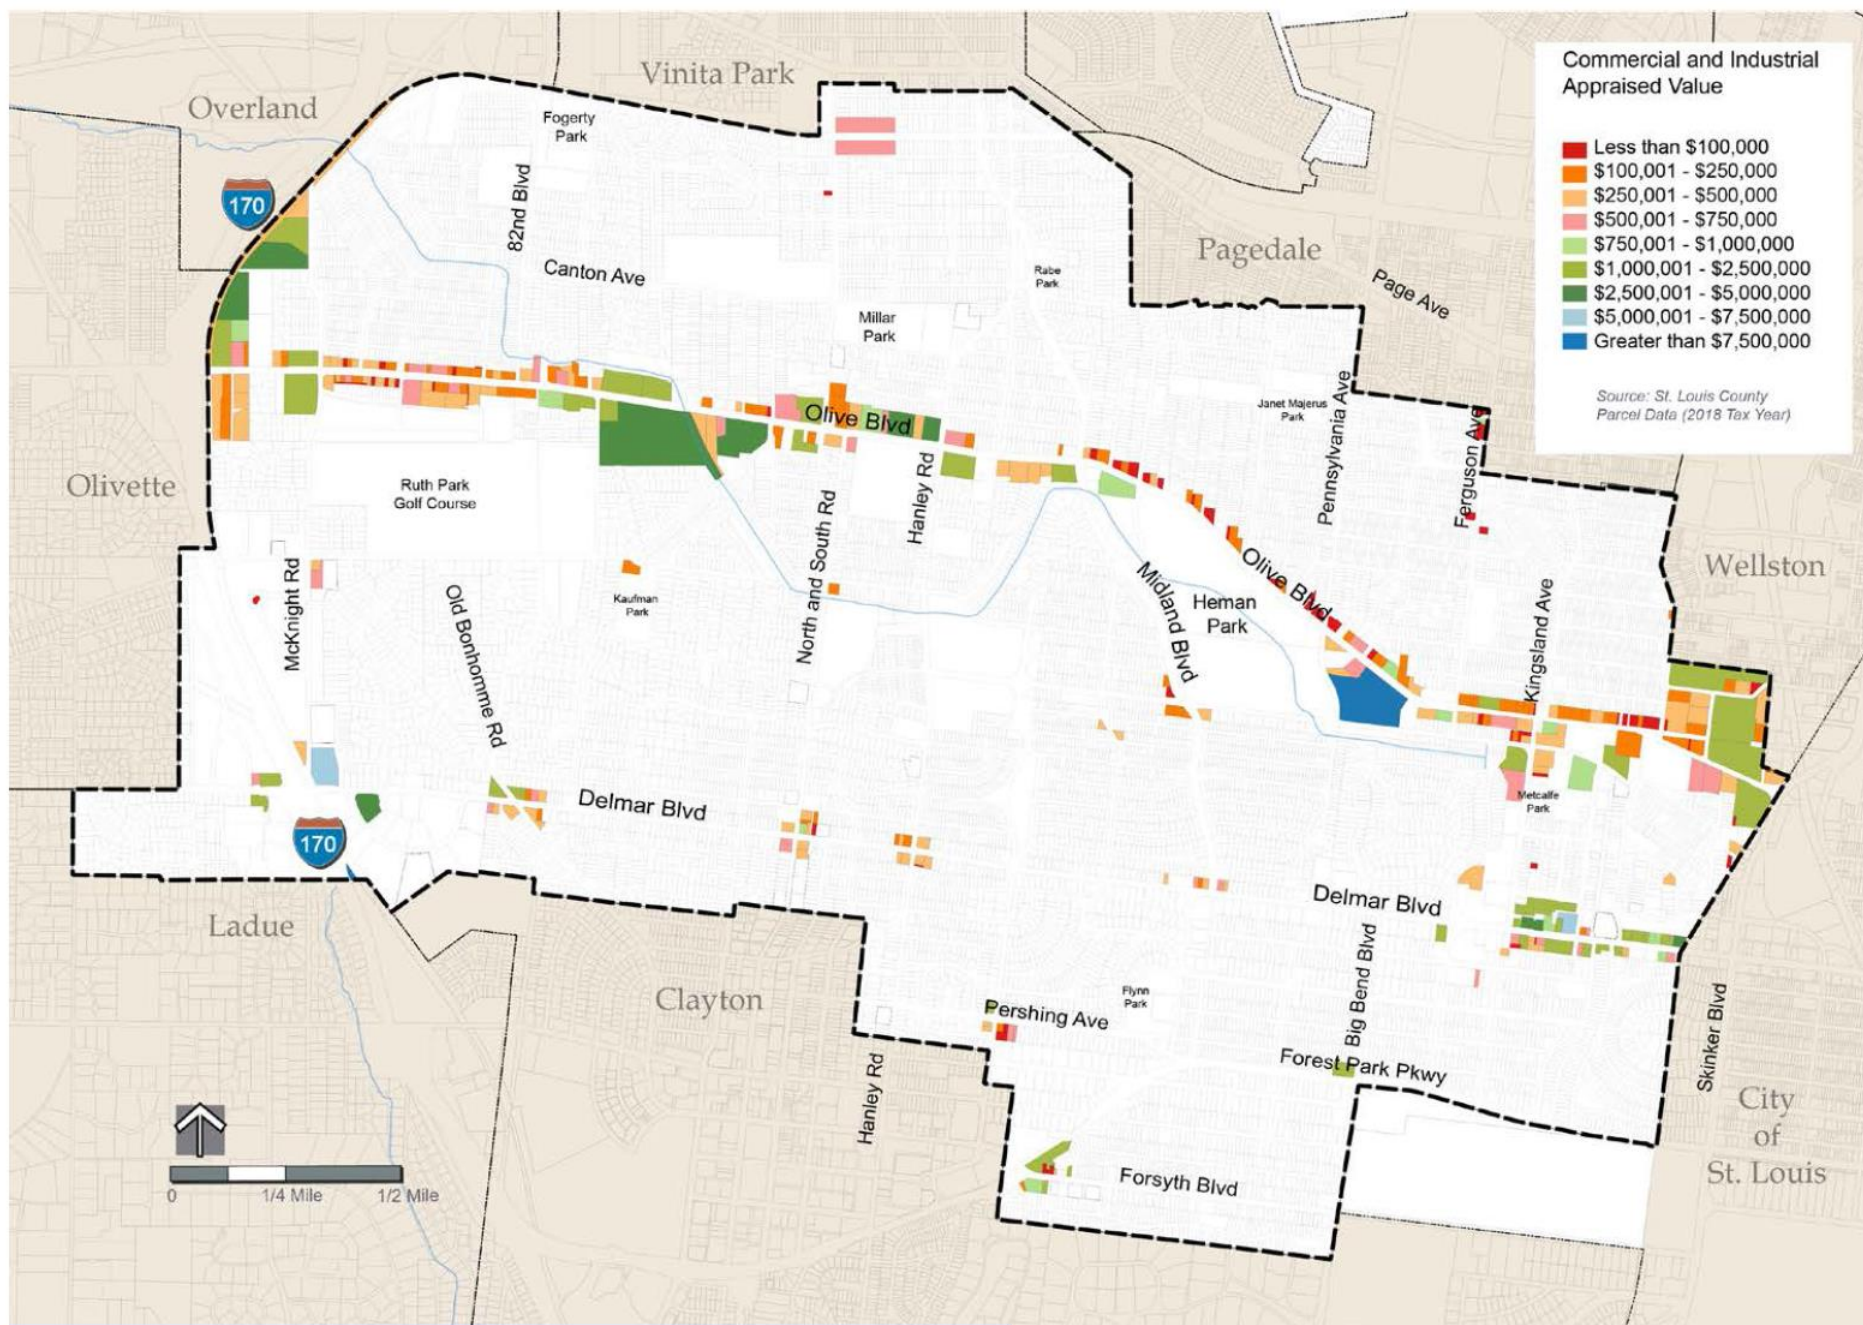 Vinita Park
Overland
Fogerty
Park
170
82nd Blvd
Canton Ave
Rabe
Park
Millar
Park
Pagedale
Page Ave
Commercial and Industrial
Appraised Value
Less than $100,000
$100,001 - $250,000
$250,001 - $500,000
$500,001 - $750,000
$750,001 - $1,000,000
$1,000,001 - $2,500,000
$2,500,001 - $5,000,000
$5,000,001 - $7,500,000
Greater than $7,500,000
Source: St. Louis County
Parcel Data (2018 Tax Year)
Olive Blvd
Janet Majerus
Park
Pennsylvania Ave
Ferguson Ave
Olivette
Ruth Park
Golf Course
Hanley Rd
North and South Rd
McKnight Rd
Old Bonhomme Rd
Kaufman
Park
Midland Blvd
Heman
Park
Olive Blvd
Kingsland Ave
Wellston
Metcalfe
Park
Delmar Blvd
170
Ladue
Delmar Blvd
Big Bend Blvd
Clayton
Flynn
Park
Pershing Ave
Forest Park Pkwy
Hanley Rd
Skinker Blvd
City
of
St. Louis
Forsyth Blvd
0
1/4 Mile
1/2 Mile